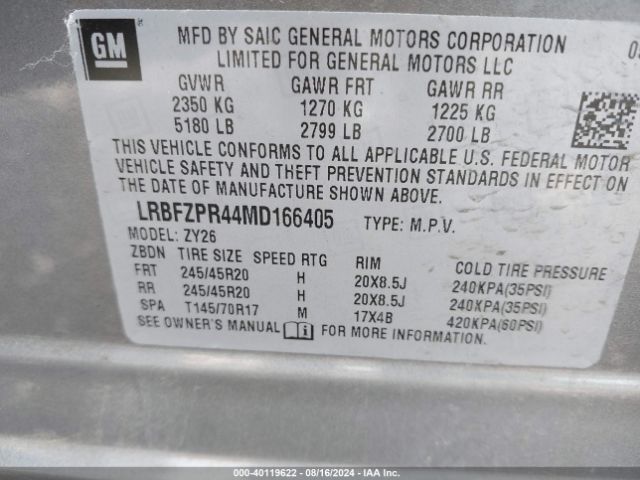 GM
MFD BY SAIC GENERAL MOTORS CORPORATION
LIMITED FOR GENERAL MOTORS LLC
GVWR GAWR FRT GAWR RR
2350 KG 1270 KG 1225 KG
5180 LB 2799 LB 2700 LB
THIS VEHICLE CONFORMS TO ALL APPLICABLE U.S. FEDERAL MOTOR
VEHICLE SAFETY AND THEFT PREVENTION STANDARDS IN EFFECT ON
THE DATE OF MANUFACTURE SHOWN ABOVE.
LRBFZPR44MD166405 TYPE: M.P.V.
MODEL: ZY26
ZBDN TIRE SIZE SPEED RTG RIM COLD TIRE PRESSURE
FRT 245/45R20 H 20X8.5J 240KPA(35PSI)
RR 245/45R20 H 20X8.5J 240KPA(35PSI)
SPA T145/70R17 M 17X4B 420KPA(60PSI)
SEE OWNER'S MANUAL i FOR MORE INFORMATION.
000-40119622 - 08/16/2024 - IAA Inc.